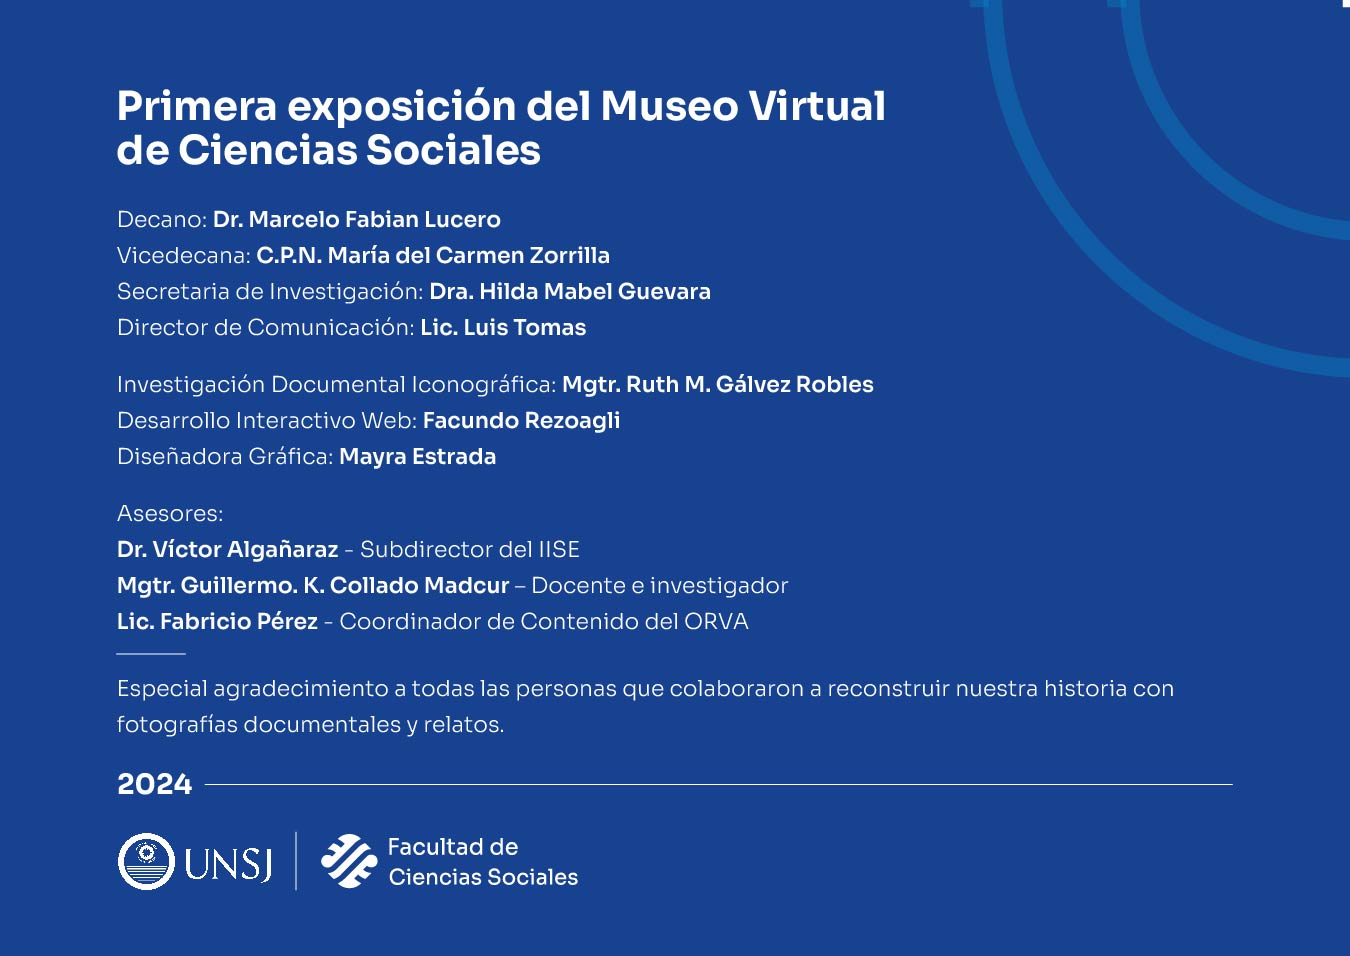 Primera exposición del Museo Virtual
de Ciencias Sociales
Decano: Dr. Marcelo Fabian Lucero
Vicedecana: C.P.N. María del Carmen Zorrilla
Secretaria de Investigación: Dra. Hilda Mabel Guevara
Director de Comunicación: Lic. Luis Tomas
Investigación Documental Iconográfica: Mgtr. Ruth M. Gálvez Robles
Desarrollo Interactivo Web: Facundo Rezoagli
Diseñadora Gráfica: Mayra Estrada
Asesores:
Dr. Víctor Algañaraz - Subdirector del IISE
Mgtr. Guillermo. K. Collado Madcur – Docente e investigador
Lic. Fabricio Pérez - Coordinador de Contenido del ORVA
Especial agradecimiento a todas las personas que colaboraron a reconstruir nuestra historia con
fotografías documentales y relatos.
2024
UNSJ
Facultad de
Ciencias Sociales